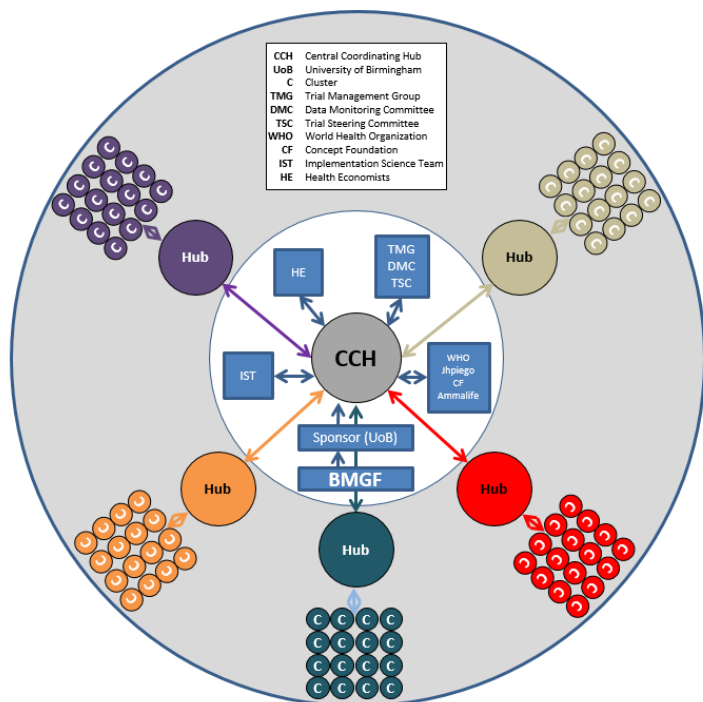 CCH Central Coordinating Hub
UoB University of Birmingham
C Cluster
TMG Trial Management Group
DMC Data Monitoring Committee
TSC Trial Steering Committee
WHO World Health Organization
CF Concept Foundation
IST Implementation Science Team
HE Health Economists
C C C C
C C C C
C C C C
C C C C
Hub
C C C C
C C C C
C C C C
C C C C
Hub
HE
TMG
DMC
TSC
CCH
IST
WHO
Jhpiego
CF
Ammalife
Sponsor (UoB)
BMGF
Hub
C C C C
C C C C
C C C C
C C C C
Hub
C C C C
C C C C
C C C C
C C C C
Hub
C C C C
C C C C
C C C C
C C C C